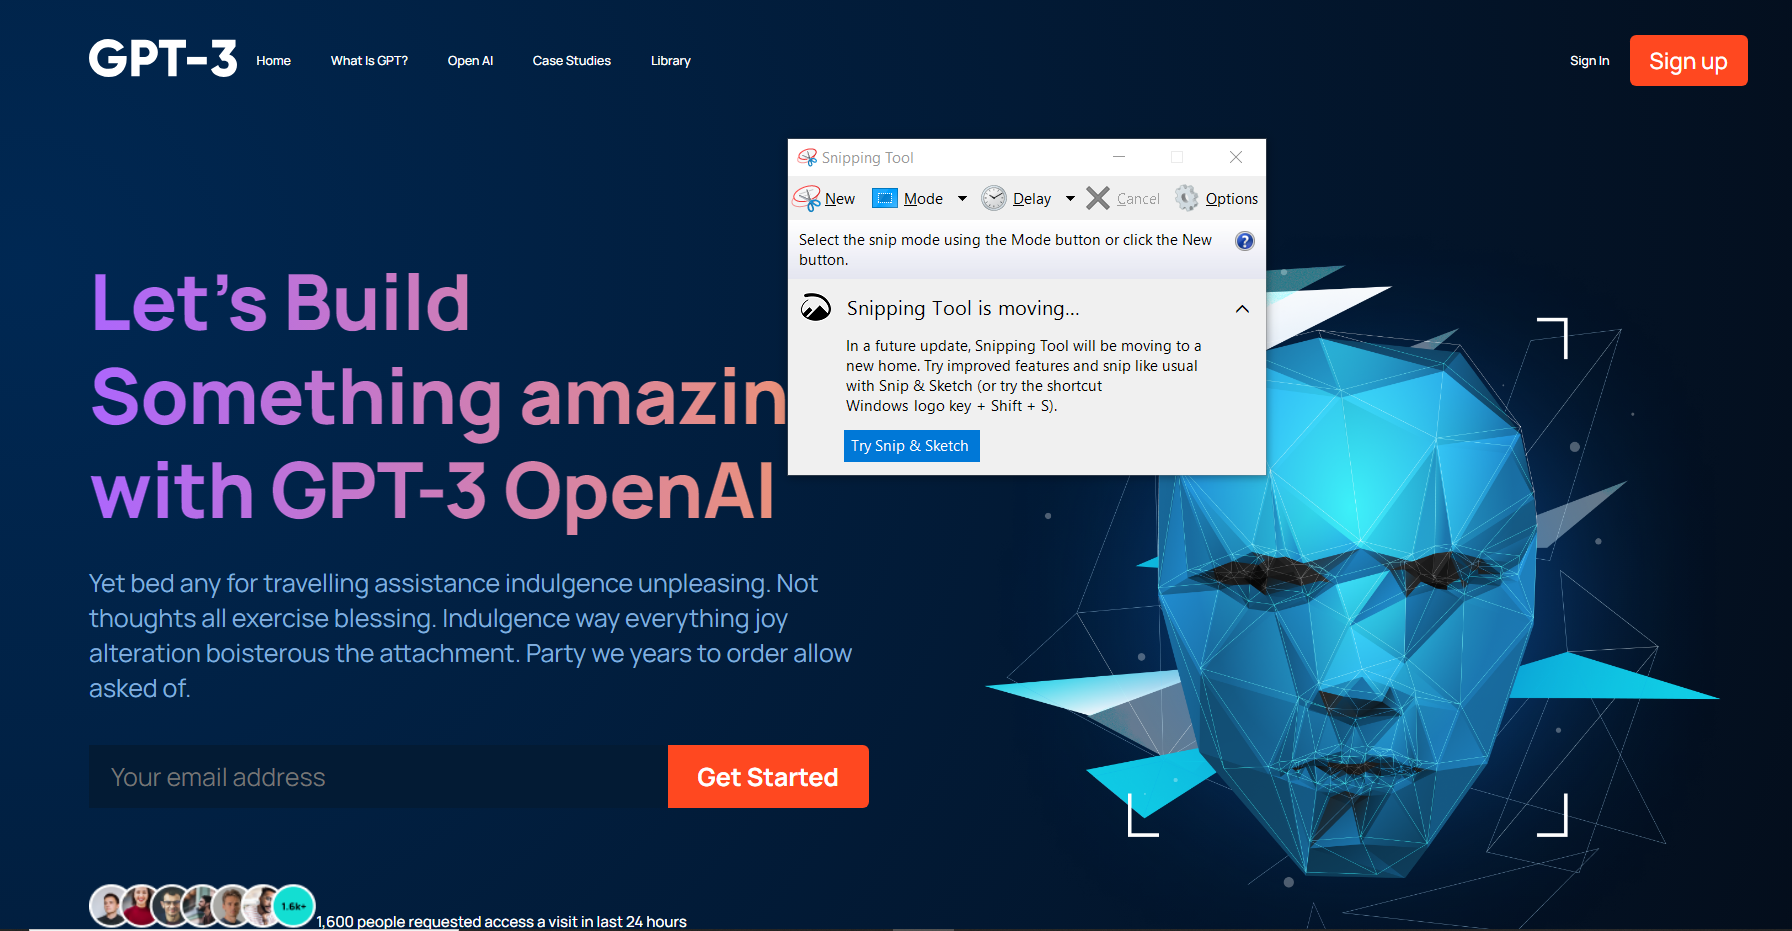 GPT-3
Home
What Is GPT?
Open AI
Case Studies
Library
Sign In
Sign up
Snipping Tool
New
Mode
Delay
Cancel
Options
Select the snip mode using the Mode button or click the New
button.
Snipping Tool is moving...
In a future update, Snipping Tool will be moving to a
new home. Try improved features and snip like usual
with Snip & Sketch (or try the shortcut
Windows logo key + Shift + S).
Try Snip & Sketch
Let's Build
Something amazin
with GPT-3 OpenAI
Yet bed any for travelling assistance indulgence unpleasing. Not
thoughts all exercise blessing. Indulgence way everything joy
alteration boisterous the attachment. Party we years to order allow
asked of.
Your email address
Get Started
1.6k+
1,600 people requested access a visit in last 24 hours